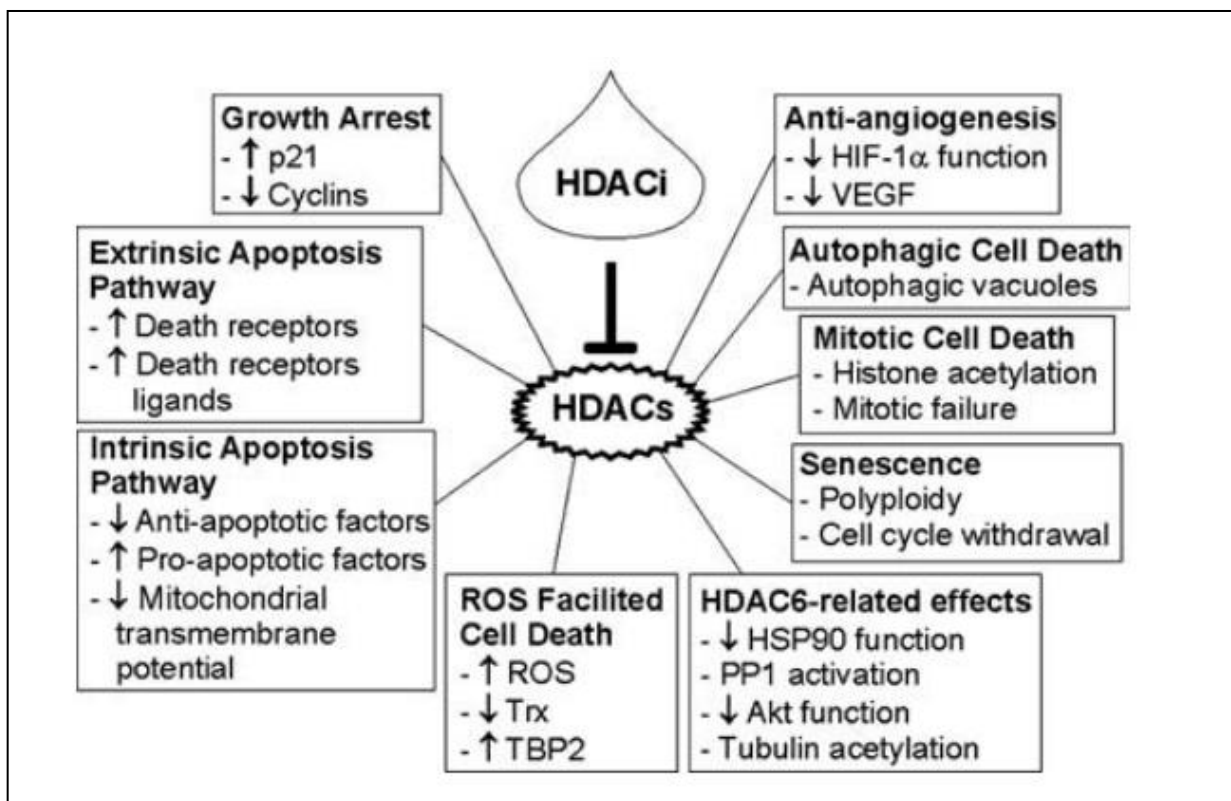 HDACi
HDACs
Growth Arrest
- ↑ p21
- ↓ Cyclins
Extrinsic Apoptosis
Pathway
- ↑ Death receptors
- ↑ Death receptors
ligands
Intrinsic Apoptosis
Pathway
- ↓ Anti-apoptotic factors
- ↑ Pro-apoptotic factors
- ↓ Mitochondrial
transmembrane
potential
ROS Facilited
Cell Death
- ↑ ROS
- ↓ Trx
- ↑ TBP2
Anti-angiogenesis
- ↓ HIF-1α function
- ↓ VEGF
Autophagic Cell Death
- Autophagic vacuoles
Mitotic Cell Death
- Histone acetylation
- Mitotic failure
Senescence
- Polyploidy
- Cell cycle withdrawal
HDAC6-related effects
- ↓ HSP90 function
- PP1 activation
- ↓ Akt function
- Tubulin acetylation